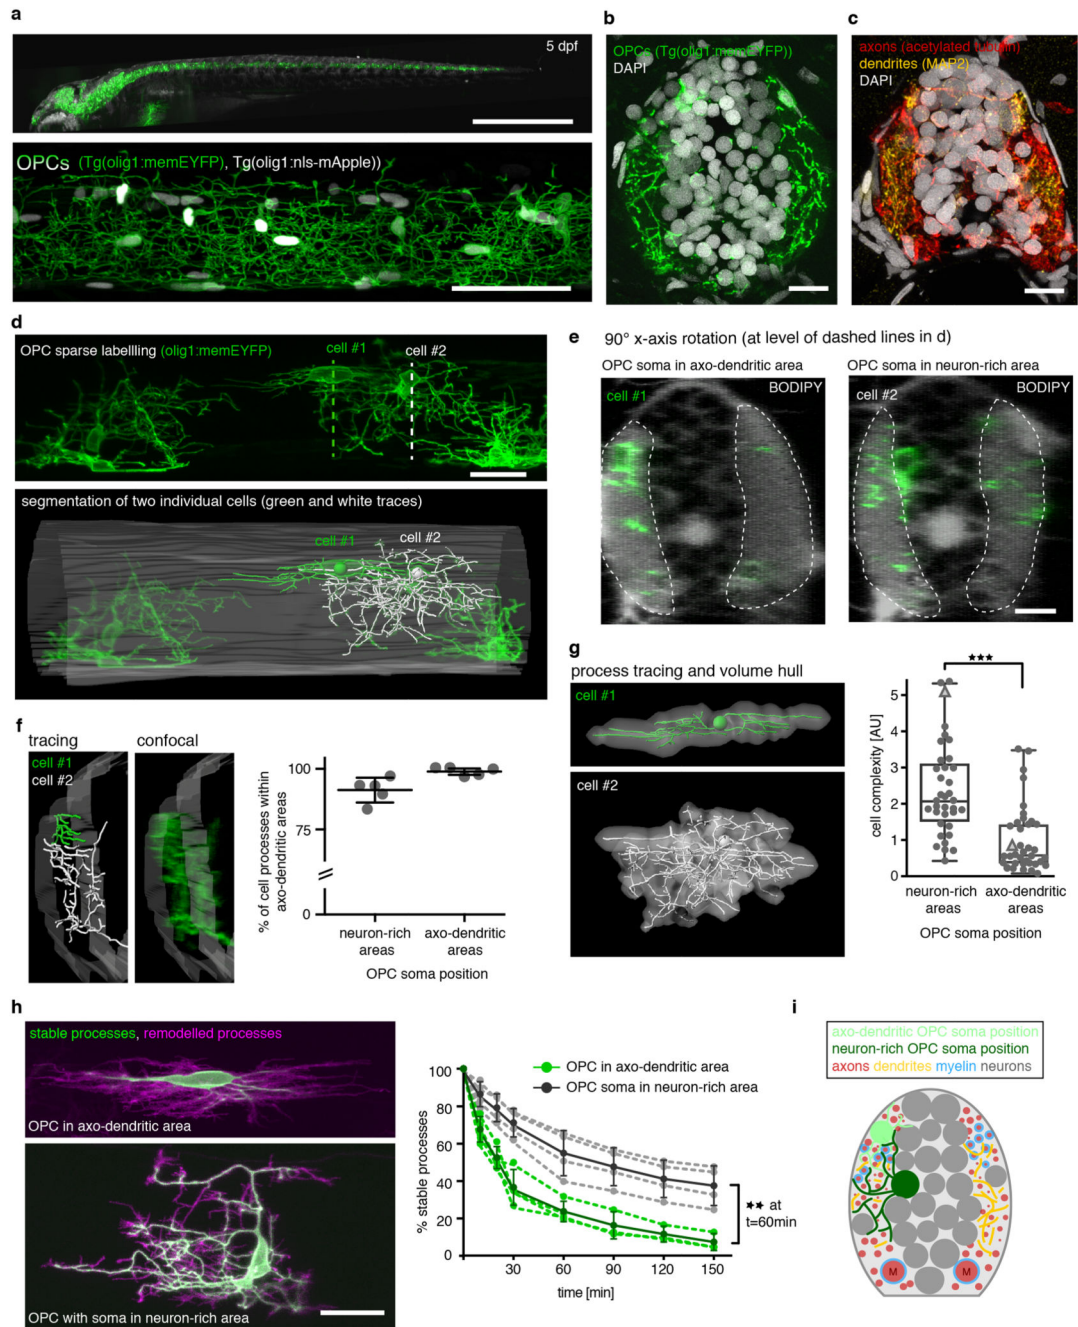 a
5 dpf
OPCs (Tg(olig1:memEYFP), Tg(olig1:nls-mApple))
b
OPCs (Tg(olig1:memEYFP))
DAPI
c
axons (acetylated tubulin)
dendrites (MAP2)
DAPI
d
OPC sparse labellling (olig1:memEYFP)
cell #1
cell #2
segmentation of two individual cells (green and white traces)
cell #1
cell #2
e
90° x-axis rotation (at level of dashed lines in d)
OPC soma in axo-dendritic area
OPC soma in neuron-rich area
BODIPY
cell #1
BODIPY
cell #2
f
tracing
confocal
cell #1
cell #2
% of cell processes within
axo-dendritic areas
100
75
0
neuron-rich
areas
axo-dendritic
areas
OPC soma position
g
process tracing and volume hull
cell #1
cell #2
★★★
cell complexity [AU]
5
4
3
2
1
0
neuron-rich
areas
axo-dendritic
areas
OPC soma position
h
stable processes, remodelled processes
OPC in axo-dendritic area
OPC with soma in neuron-rich area
OPC in axo-dendritic area
OPC soma in neuron-rich area
% stable processes
100
80
60
40
20
0
30
60
90
120
150
time [min]
★★ at
t=60min
i
axo-dendritic OPC soma position
neuron-rich OPC soma position
axons dendrites myelin neurons
M
M